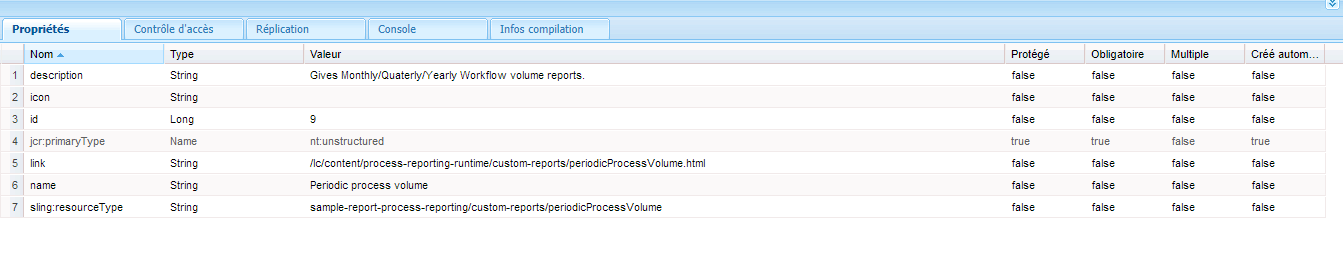 Propriétés Contrôle d'accès Réplication Console Infos compilation
Nom Type Valeur Protégé Obligatoire Multiple Créé autom...
1 description String Gives Monthly/Quaterly/Yearly Workflow volume reports. false false false false
2 icon String false false false false
3 id Long 9 false false false false
4 jcr:primaryType Name nt:unstructured true true false true
5 link String /lc/content/process-reporting-runtime/custom-reports/periodicProcessVolume.html false false false false
6 name String Periodic process volume false false false false
7 sling:resourceType String sample-report-process-reporting/custom-reports/periodicProcessVolume false false false false